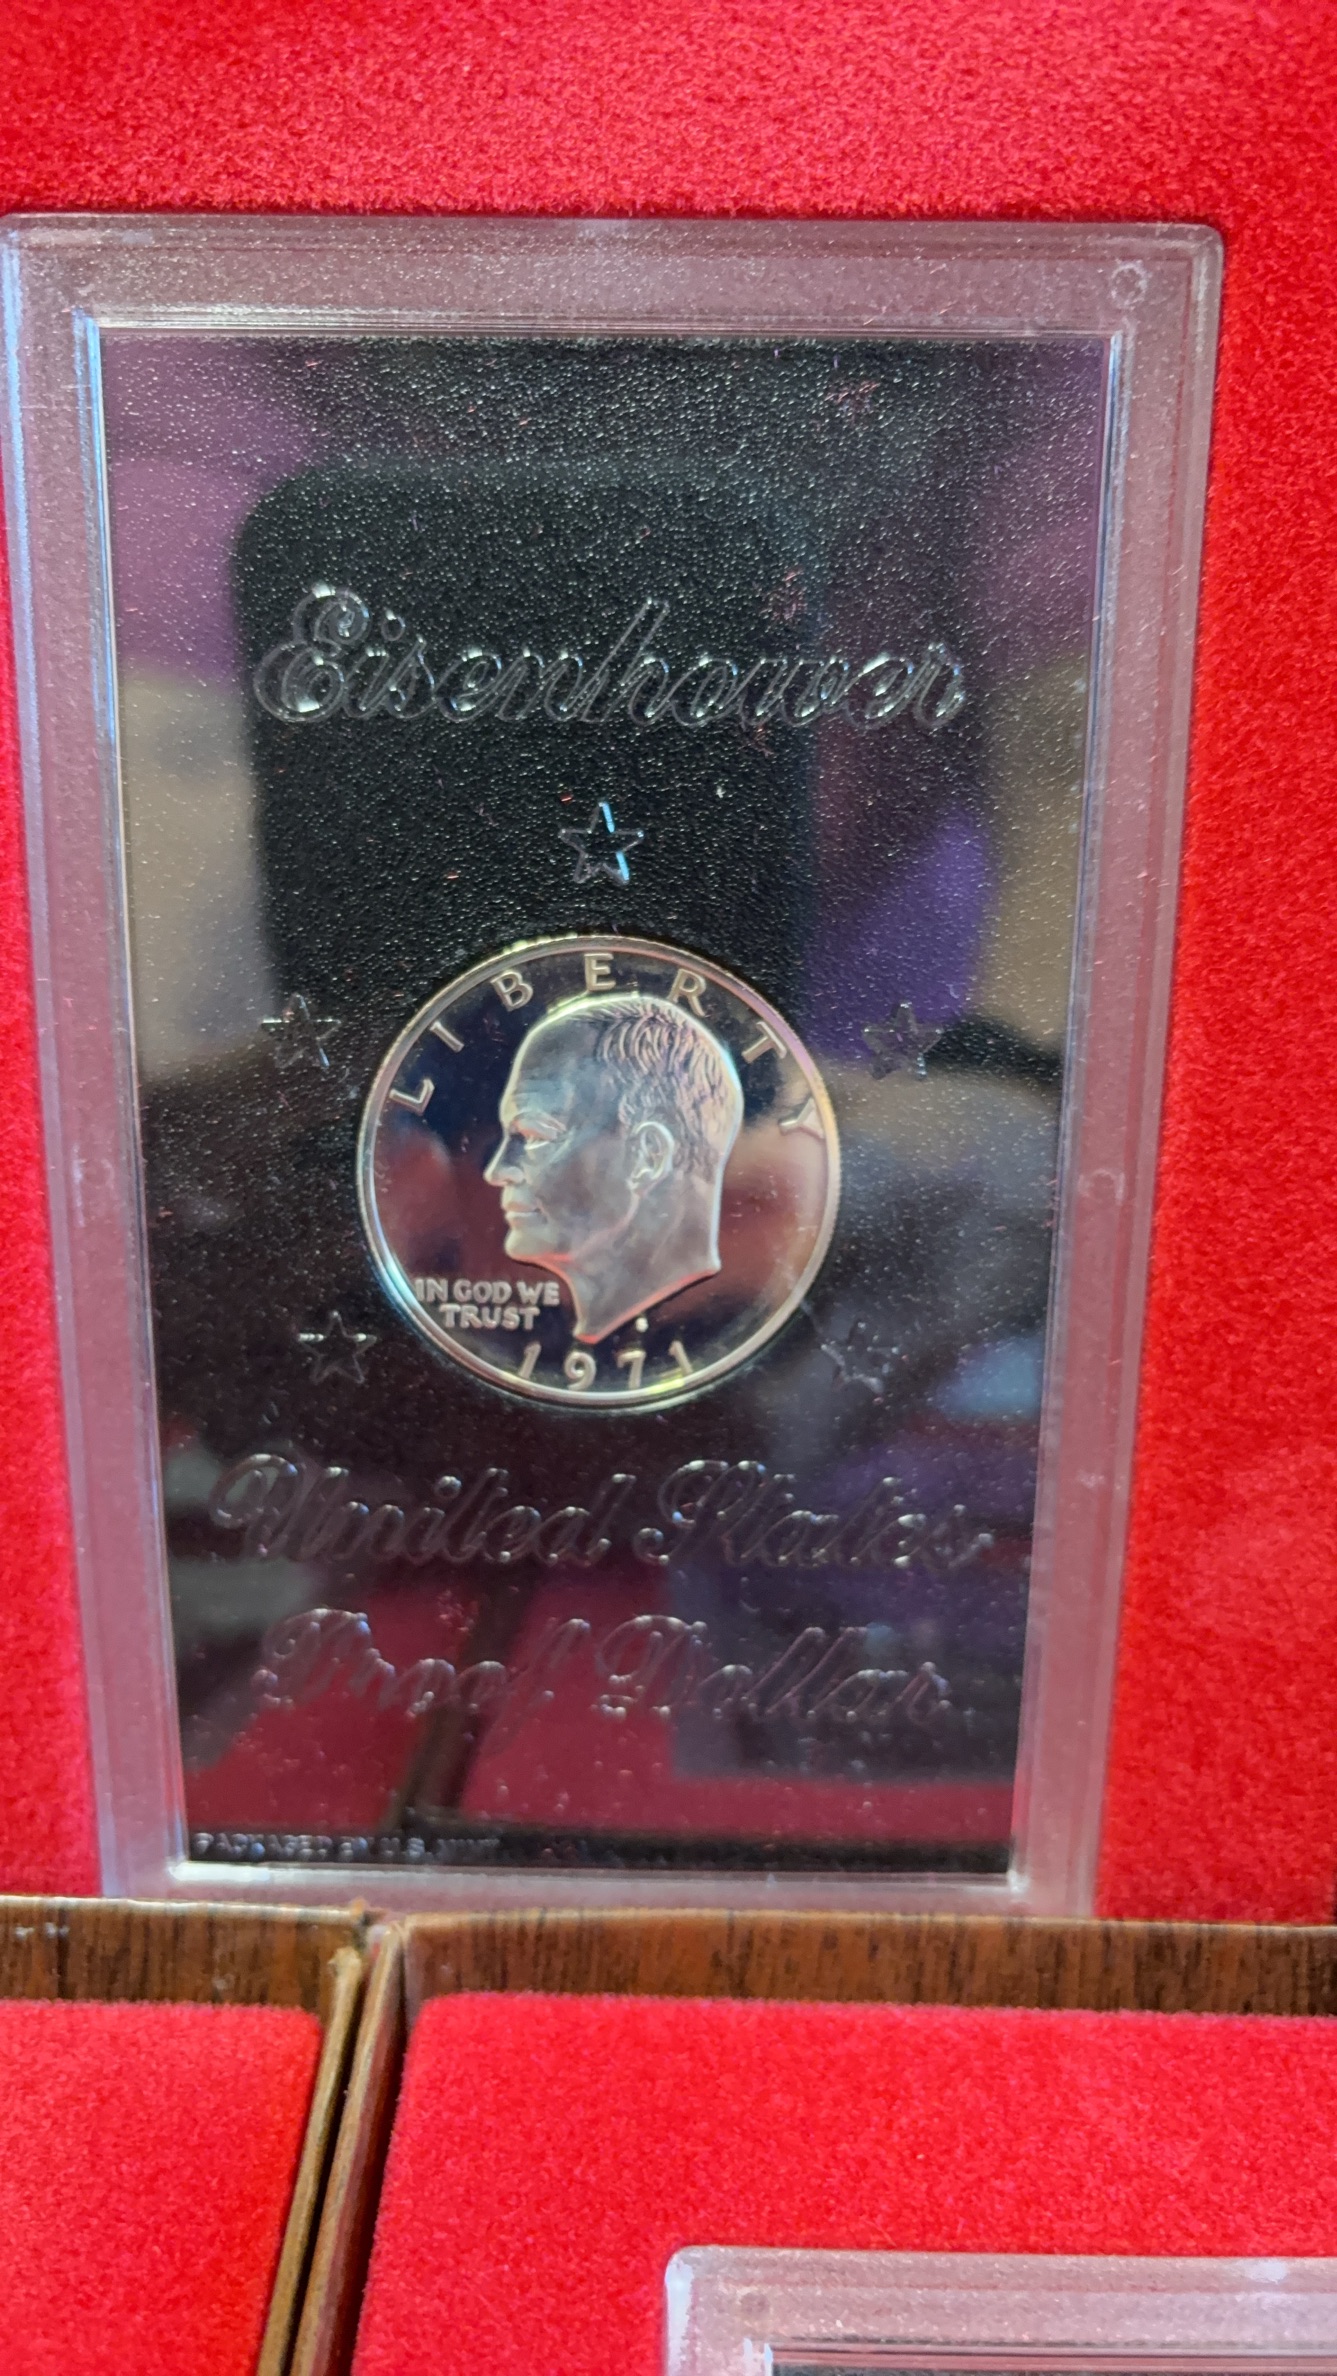 Eisenhower
LIBERTY
IN GOD WE
TRUST
1971
United States
Proof Dollar
PACKAGED BY U.S. MINT